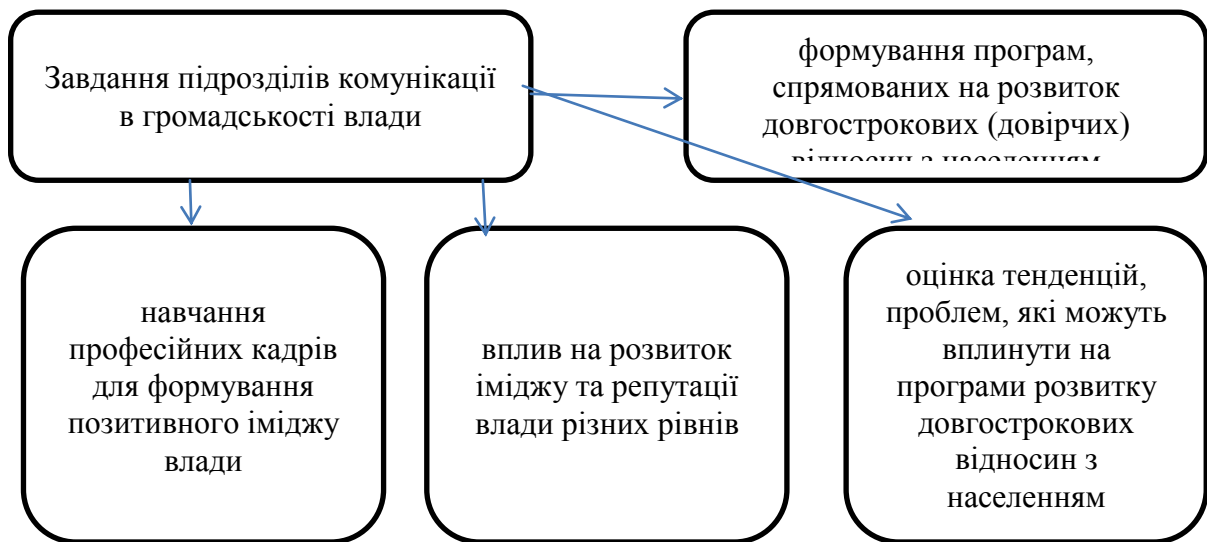 Завдання підрозділів комунікації
в громадськості влади
формування програм,
спрямованих на розвиток
довгострокових (довірчих)
відносин з населенням
навчання
професійних кадрів
для формування
позитивного іміджу
влади
вплив на розвиток
іміджу та репутації
влади різних рівнів
оцінка тенденцій,
проблем, які можуть
вплинути на
програми розвитку
довгострокових
відносин з
населенням